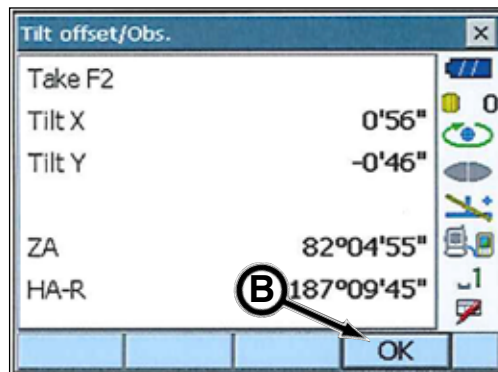 Tilt offset/Obs.
Take F2
Tilt X 0'56"
Tilt Y -0'46"
ZA 82°04'55"
HA-R 187°09'45"
B
OK
0
1